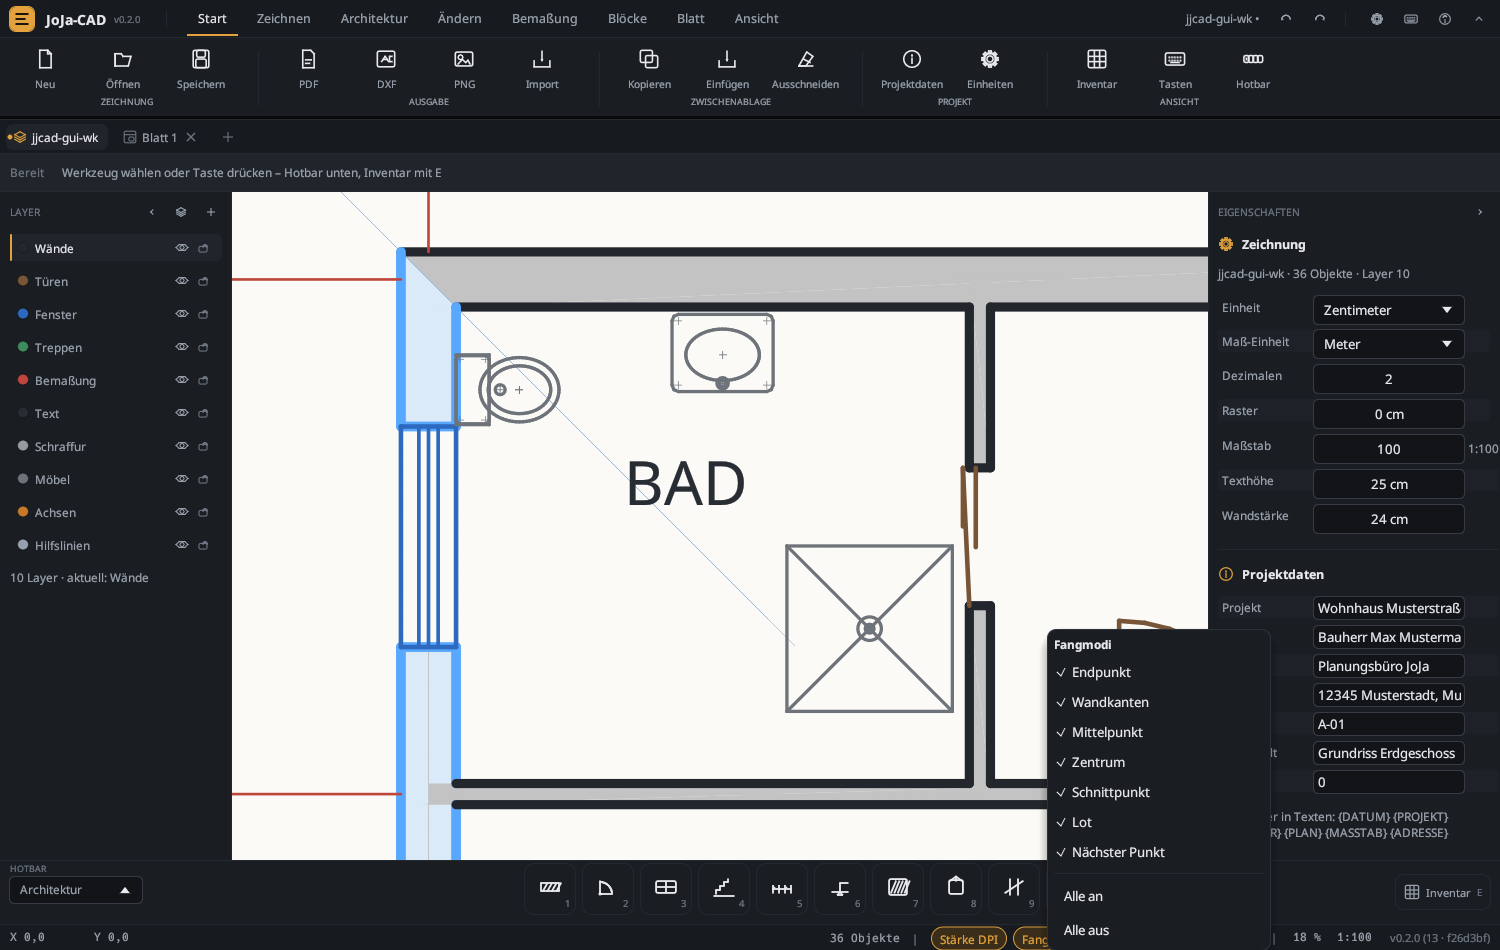 JoJa-CAD v0.2.0
Start Zeichnen Architektur Ändern Bemaßung Blöcke Blatt Ansicht
jjcad-gui-wk •
Neu Öffnen Speichern PDF DXF PNG Import Kopieren Einfügen Ausschneiden Projektdaten Einheiten Inventar Tasten Hotbar
ZEICHNUNG AUSGABE ZWISCHENABLAGE PROJEKT ANSICHT
jjcad-gui-wk Blatt 1
Bereit Werkzeug wählen oder Taste drücken – Hotbar unten, Inventar mit E
LAYER
Wände
Türen
Fenster
Treppen
Bemaßung
Text
Schraffur
Möbel
Achsen
Hilfslinien
10 Layer · aktuell: Wände
BAD
EIGENSCHAFTEN
Zeichnung
jjcad-gui-wk · 36 Objekte · Layer 10
Einheit Zentimeter
Maß-Einheit Meter
Dezimalen 2
Raster 0 cm
Maßstab 100 1:100
Texthöhe 25 cm
Wandstärke 24 cm
Projektdaten
Projekt Wohnhaus Musterstraß
Bauherr Max Musterma
Planungsbüro JoJa
12345 Musterstadt, Mu
A-01
lt Grundriss Erdgeschoss
0
er in Texten: {DATUM} {PROJEKT}
R} {PLAN} {MASSTAB} {ADRESSE}
Fangmodi
Endpunkt
Wandkanten
Mittelpunkt
Zentrum
Schnittpunkt
Lot
Nächster Punkt
Alle an
Alle aus
HOTBAR
Architektur
1 2 3 4 5 6 7 8 9
Inventar E
X 0,0 Y 0,0
36 Objekte | Stärke DPI Fang
| 18 % 1:100 v0.2.0 (13 · f26d3bf)